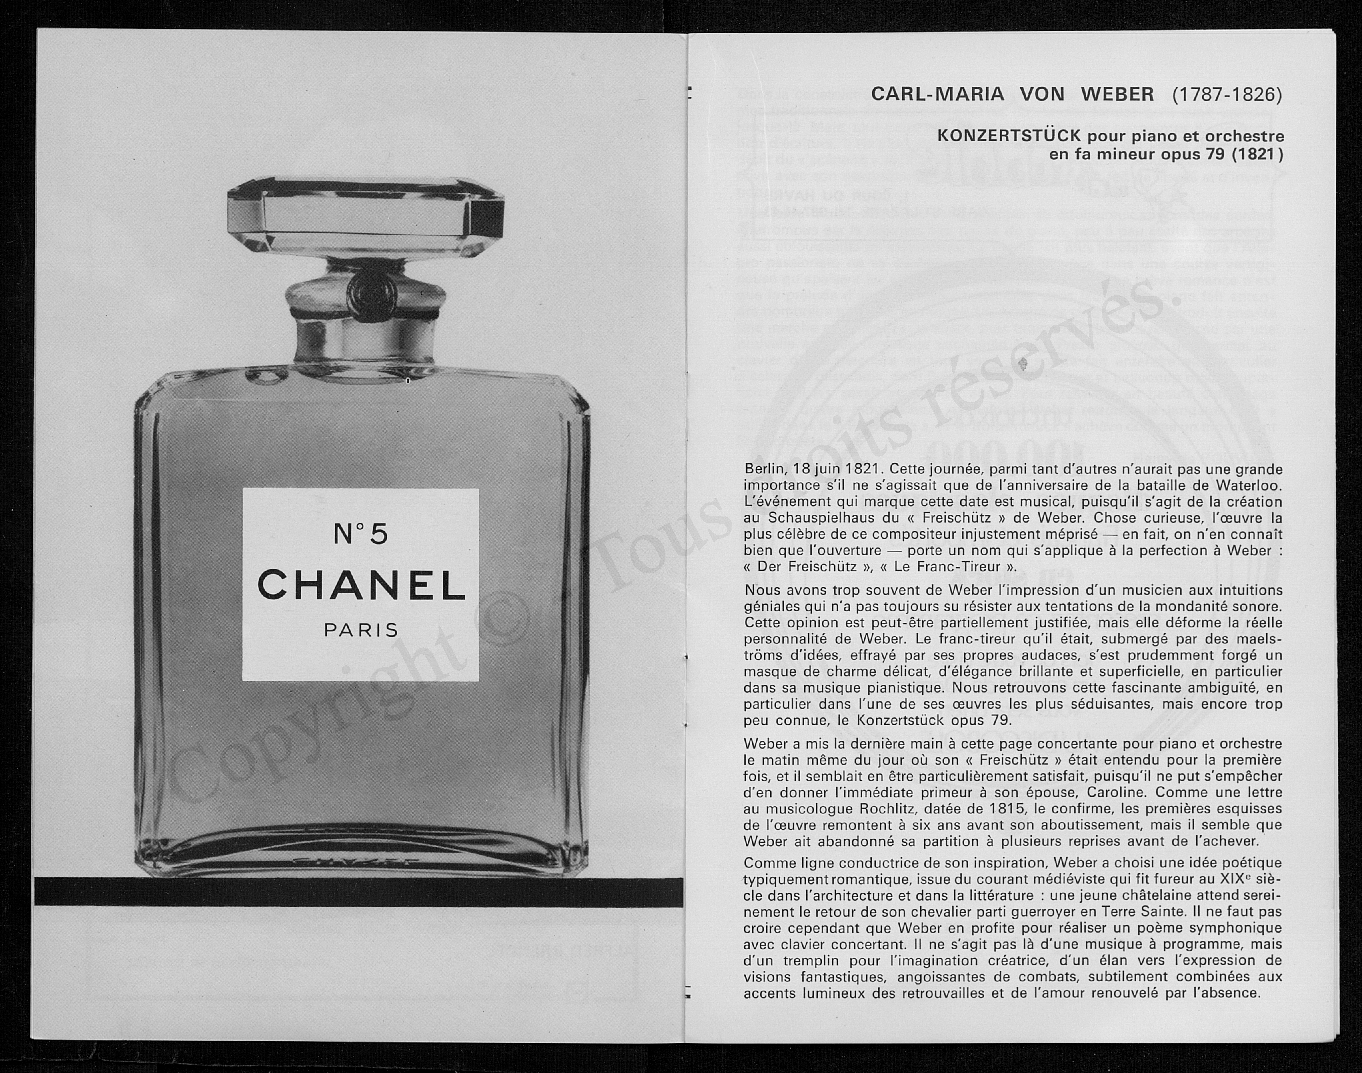 N° 5
CHANEL
PARIS
CARL-MARIA VON WEBER (1787-1826)
KONZERTSTÜCK pour piano et orchestre
en fa mineur opus 79 (1821)
Berlin, 18 juin 1821. Cette journée, parmi tant d'autres n'aurait pas une grande
importance s'il ne s'agissait que de l'anniversaire de la bataille de Waterloo.
L'événement qui marque cette date est musical, puisqu'il s'agit de la création
au Schauspielhaus du « Freischütz » de Weber. Chose curieuse, l'œuvre la
plus célèbre de ce compositeur injustement méprisé — en fait, on n'en connaît
bien que l'ouverture — porte un nom qui s'applique à la perfection à Weber :
« Der Freischütz », « Le Franc-Tireur ».
Nous avons trop souvent de Weber l'impression d'un musicien aux intuitions
géniales qui n'a pas toujours su résister aux tentations de la mondanité sonore.
Cette opinion est peut-être partiellement justifiée, mais elle déforme la réelle
personnalité de Weber. Le franc-tireur qu'il était, submergé par des maels-
tröms d'idées, effrayé par ses propres audaces, s'est prudemment forgé un
masque de charme délicat, d'élégance brillante et superficielle, en particulier
dans sa musique pianistique. Nous retrouvons cette fascinante ambiguïté, en
particulier dans l'une de ses œuvres les plus séduisantes, mais encore trop
peu connue, le Konzertstück opus 79.
Weber a mis la dernière main à cette page concertante pour piano et orchestre
le matin même du jour où son « Freischütz » était entendu pour la première
fois, et il semblait en être particulièrement satisfait, puisqu'il ne put s'empêcher
d'en donner l'immédiate primeur à son épouse, Caroline. Comme une lettre
au musicologue Rochlitz, datée de 1815, le confirme, les premières esquisses
de l'œuvre remontent à six ans avant son aboutissement, mais il semble que
Weber ait abandonné sa partition à plusieurs reprises avant de l'achever.
Comme ligne conductrice de son inspiration, Weber a choisi une idée poétique
typiquement romantique, issue du courant médiéviste qui fit fureur au XIXe siè-
cle dans l'architecture et dans la littérature : une jeune châtelaine attend serei-
nement le retour de son chevalier parti guerroyer en Terre Sainte. Il ne faut pas
croire cependant que Weber en profite pour réaliser un poème symphonique
avec clavier concertant. Il ne s'agit pas là d'une musique à programme, mais
d'un tremplin pour l'imagination créatrice, d'un élan vers l'expression de
visions fantastiques, angoissantes de combats, subtilement combinées aux
accents lumineux des retrouvailles et de l'amour renouvelé par l'absence.
Copyright © Tous droits réservés.